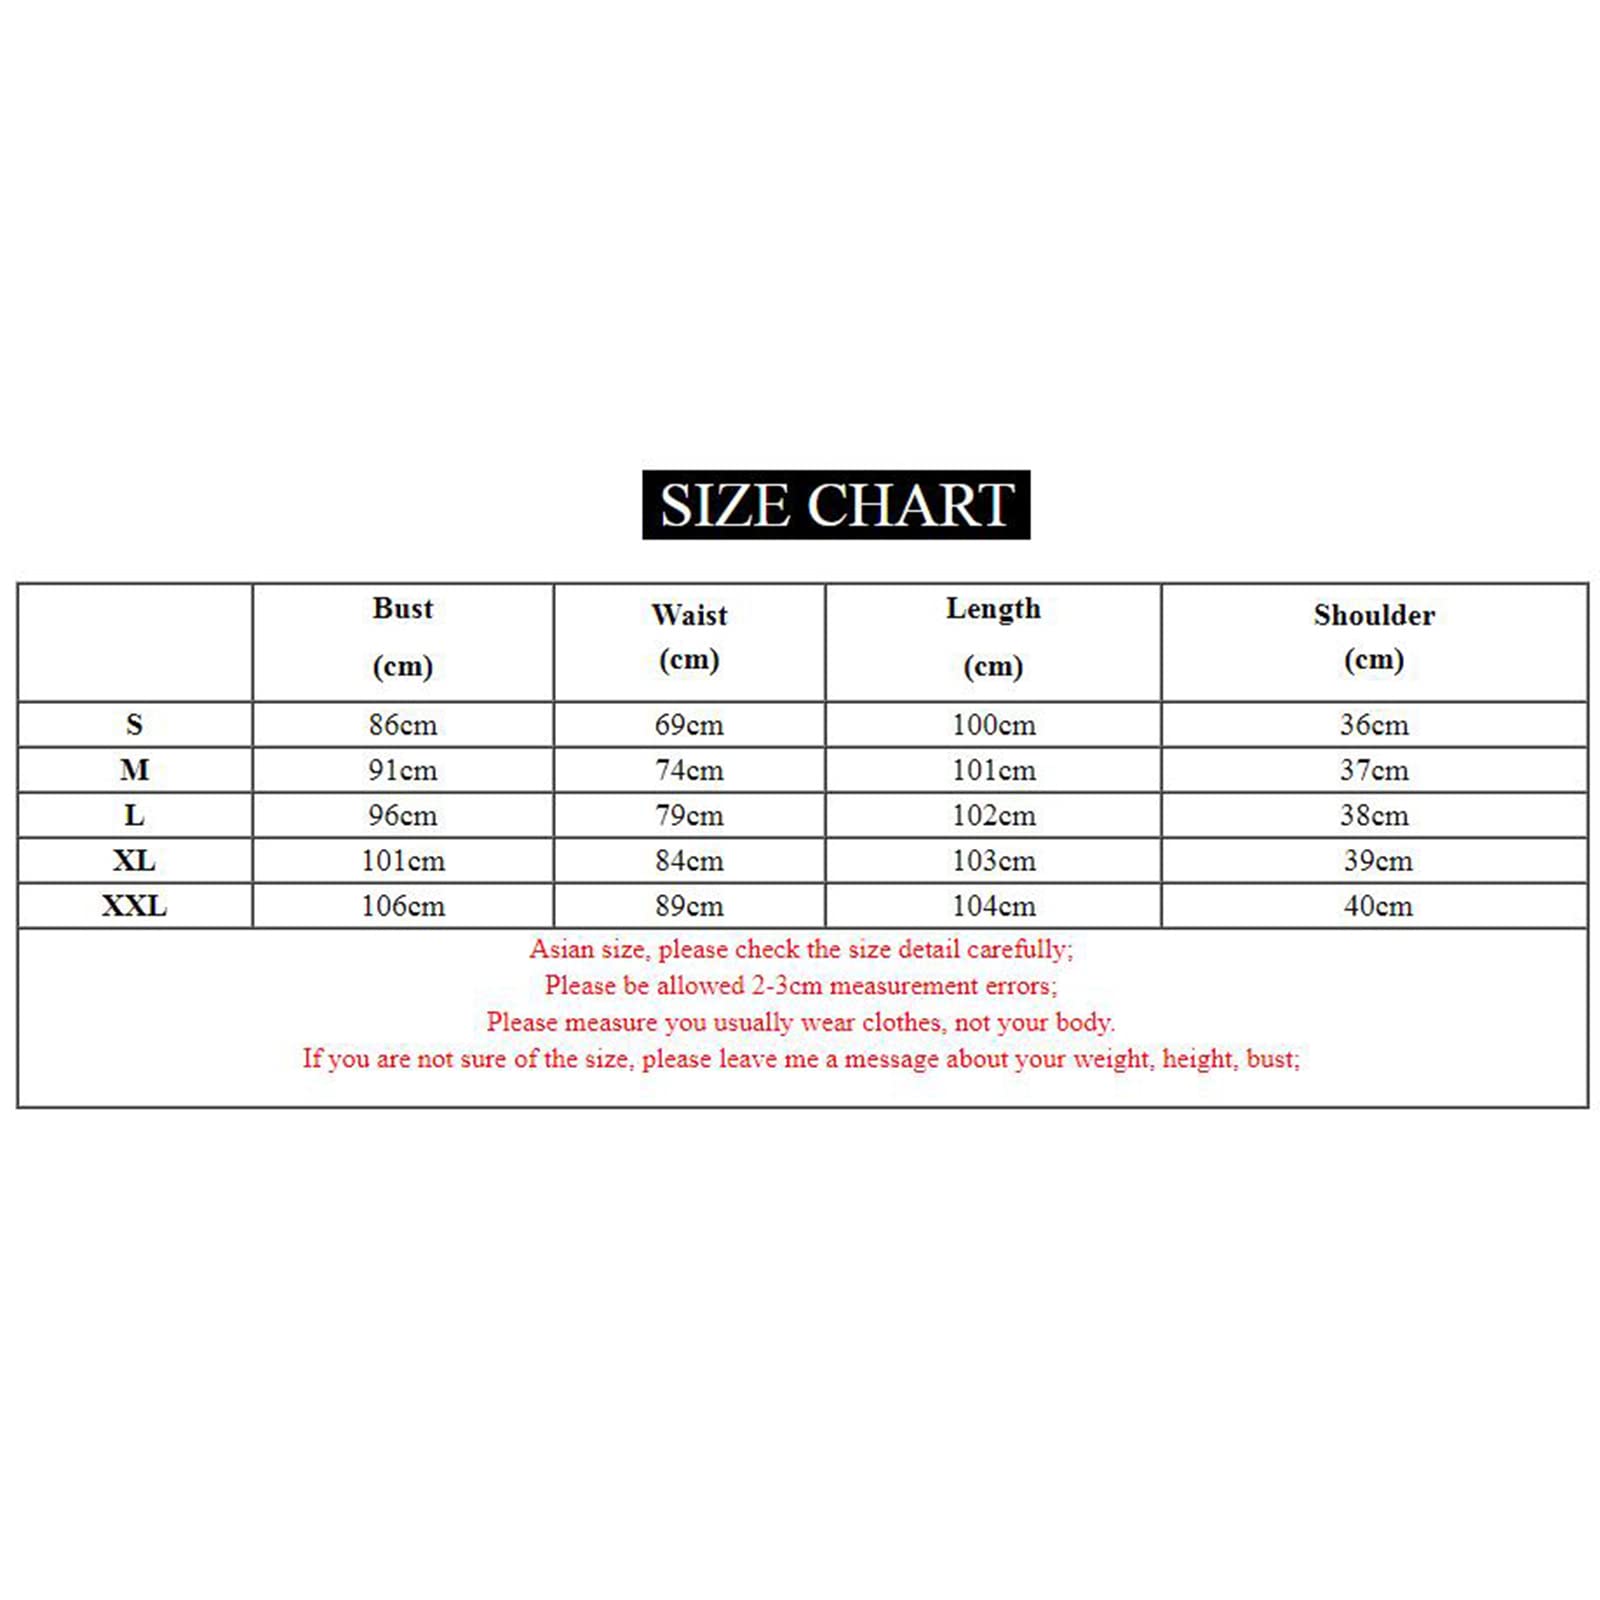 SIZE CHART
Bust (cm) Waist (cm) Length (cm) Shoulder (cm)
S 86cm 69cm 100cm 36cm
M 91cm 74cm 101cm 37cm
L 96cm 79cm 102cm 38cm
XL 101cm 84cm 103cm 39cm
XXL 106cm 89cm 104cm 40cm
Asian size, please check the size detail carefully;
Please be allowed 2-3cm measurement errors;
Please measure you usually wear clothes, not your body.
If you are not sure of the size, please leave me a message about your weight, height, bust;